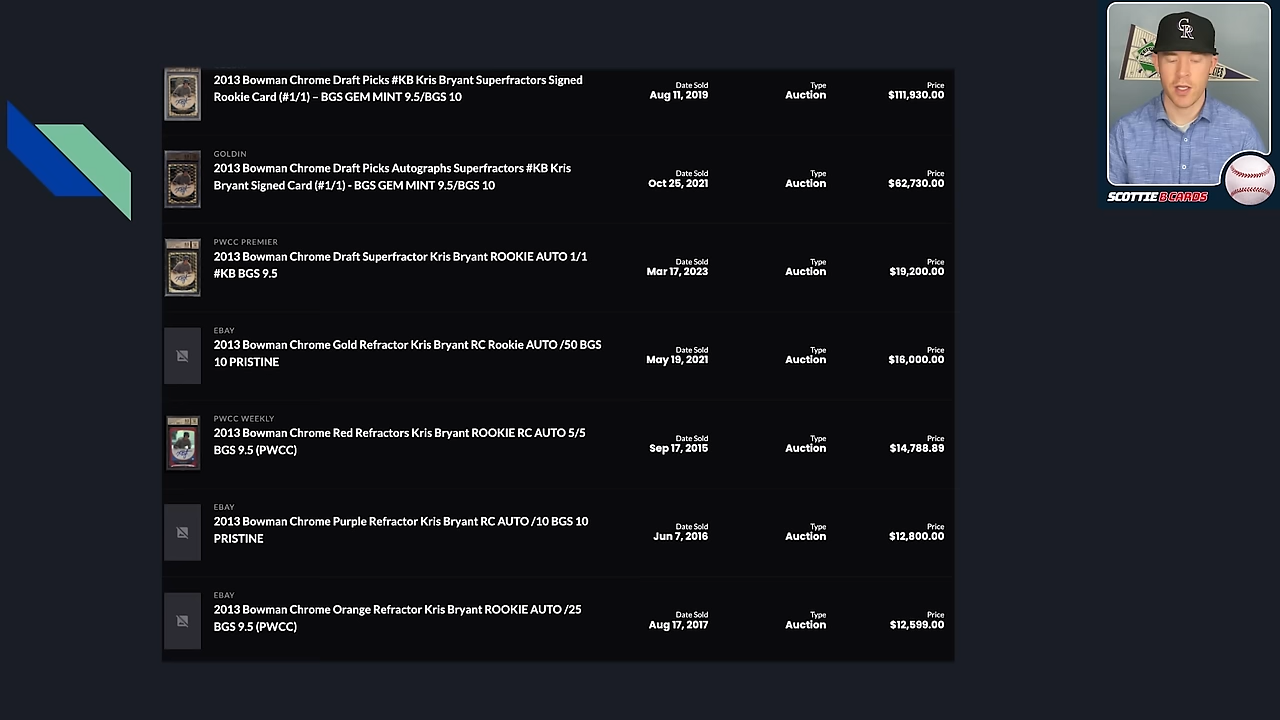 2013 Bowman Chrome Draft Picks #KB Kris Bryant Superfractors Signed
Rookie Card (#1/1) – BGS GEM MINT 9.5/BGS 10
Date Sold
Aug 11, 2019
Type
Auction
Price
$111,930.00
GOLDIN
2013 Bowman Chrome Draft Picks Autographs Superfractors #KB Kris
Bryant Signed Card (#1/1) - BGS GEM MINT 9.5/BGS 10
Date Sold
Oct 25, 2021
Type
Auction
Price
$62,730.00
PWCC PREMIER
2013 Bowman Chrome Draft Superfractor Kris Bryant ROOKIE AUTO 1/1
#KB BGS 9.5
Date Sold
Mar 17, 2023
Type
Auction
Price
$19,200.00
EBAY
2013 Bowman Chrome Gold Refractor Kris Bryant RC Rookie AUTO /50 BGS
10 PRISTINE
Date Sold
May 19, 2021
Type
Auction
Price
$16,000.00
PWCC WEEKLY
2013 Bowman Chrome Red Refractors Kris Bryant ROOKIE RC AUTO 5/5
BGS 9.5 (PWCC)
Date Sold
Sep 17, 2015
Type
Auction
Price
$14,788.89
EBAY
2013 Bowman Chrome Purple Refractor Kris Bryant RC AUTO /10 BGS 10
PRISTINE
Date Sold
Jun 7, 2016
Type
Auction
Price
$12,800.00
EBAY
2013 Bowman Chrome Orange Refractor Kris Bryant ROOKIE AUTO /25
BGS 9.5 (PWCC)
Date Sold
Aug 17, 2017
Type
Auction
Price
$12,599.00
CR
SCOTTIE B CARDS